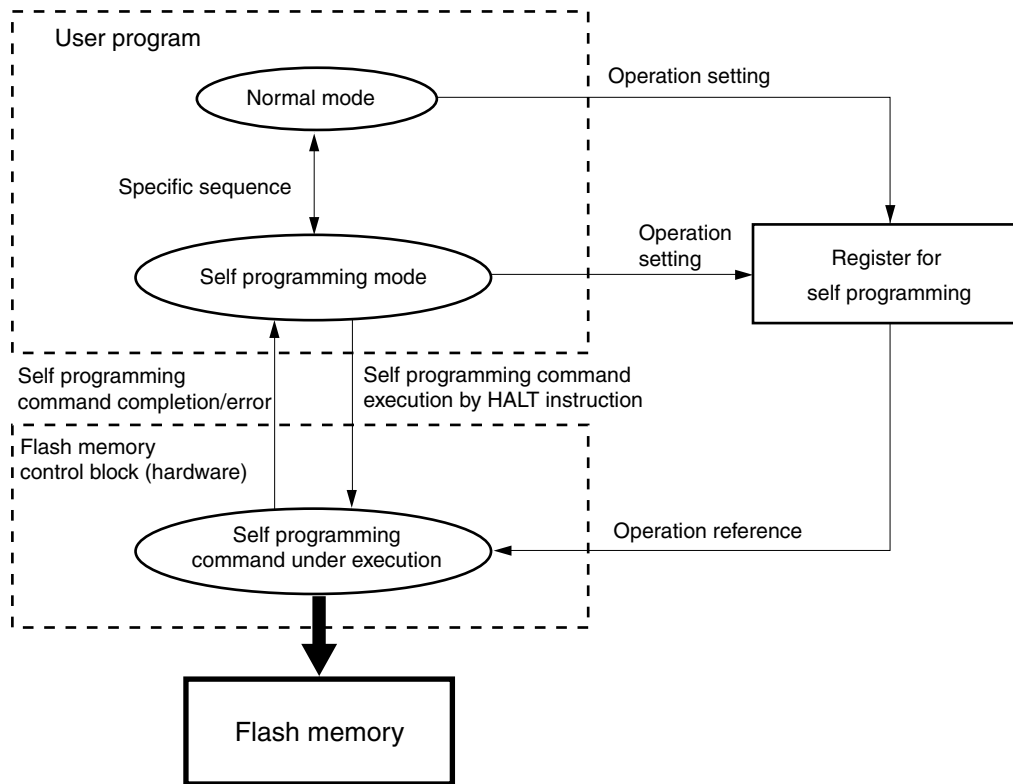 User program
Normal mode
Operation setting
Specific sequence
Self programming mode
Operation
setting
Register for
self programming
Self programming
command completion/error
Self programming command
execution by HALT instruction
Flash memory
control block (hardware)
Self programming
command under execution
Operation reference
Flash memory